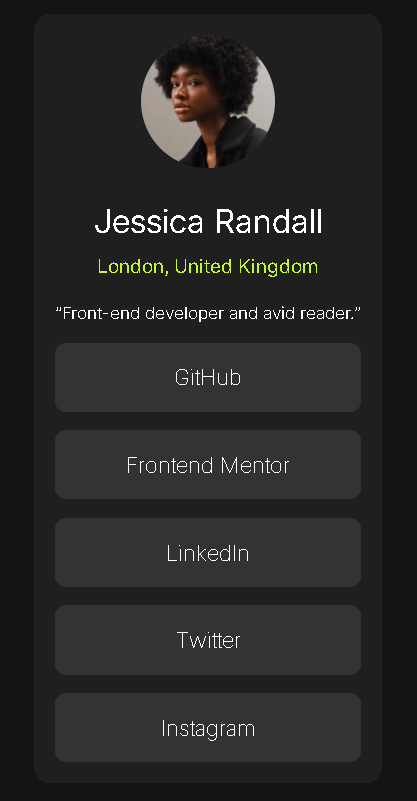 Jessica Randall
London, United Kingdom
"Front-end developer and avid reader."
GitHub
Frontend Mentor
LinkedIn
Twitter
Instagram